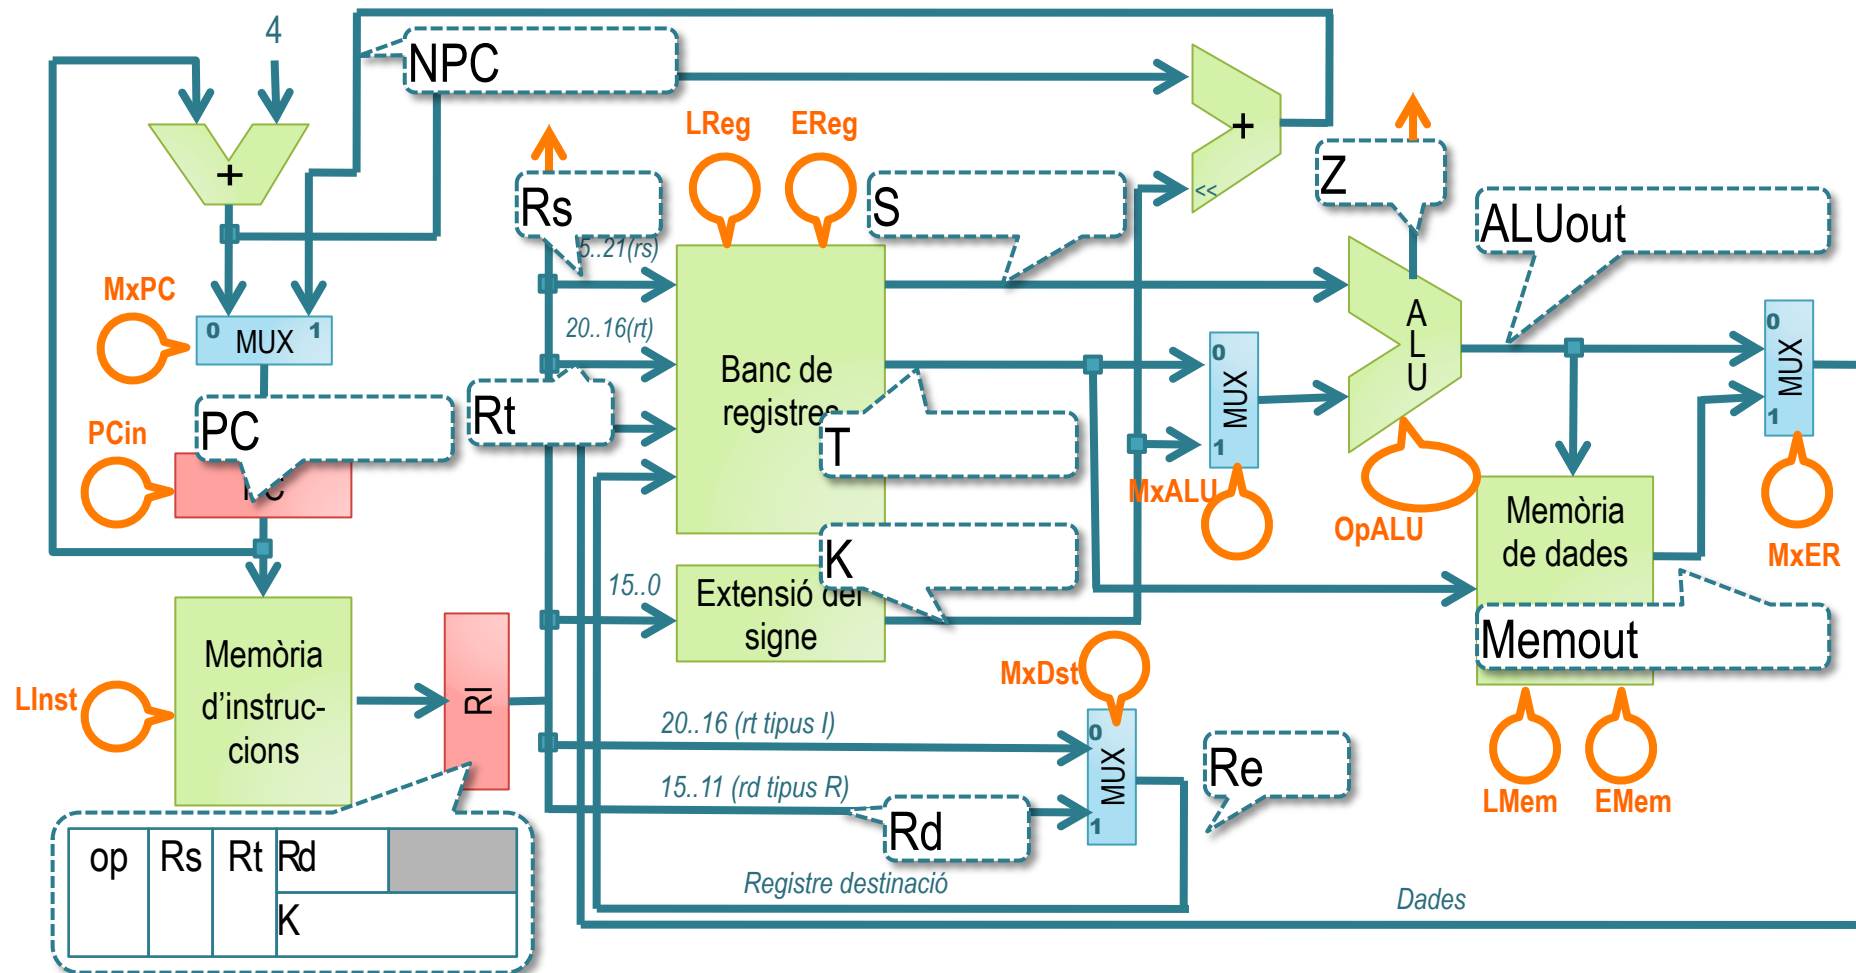 4
NPC
LReg
EReg
+
+
<<
Z
Rs
S
ALUout
5..21(rs)
MxPC
0
MUX
1
20..16(rt)
Banc de
registres
0
MUX
1
ALU
0
MUX
1
PC
Rt
T
PCin
MxALU
OpALU
Memòria
de dades
MxER
K
15..0
Extensió del
signe
Memout
Memòria
d'instruc-
cions
RI
LInst
MxDst
20..16 (rt tipus I)
0
MUX
1
Re
15..11 (rd tipus R)
Rd
LMem
EMem
op
Rs
Rt
Rd
K
Registre destinació
Dades